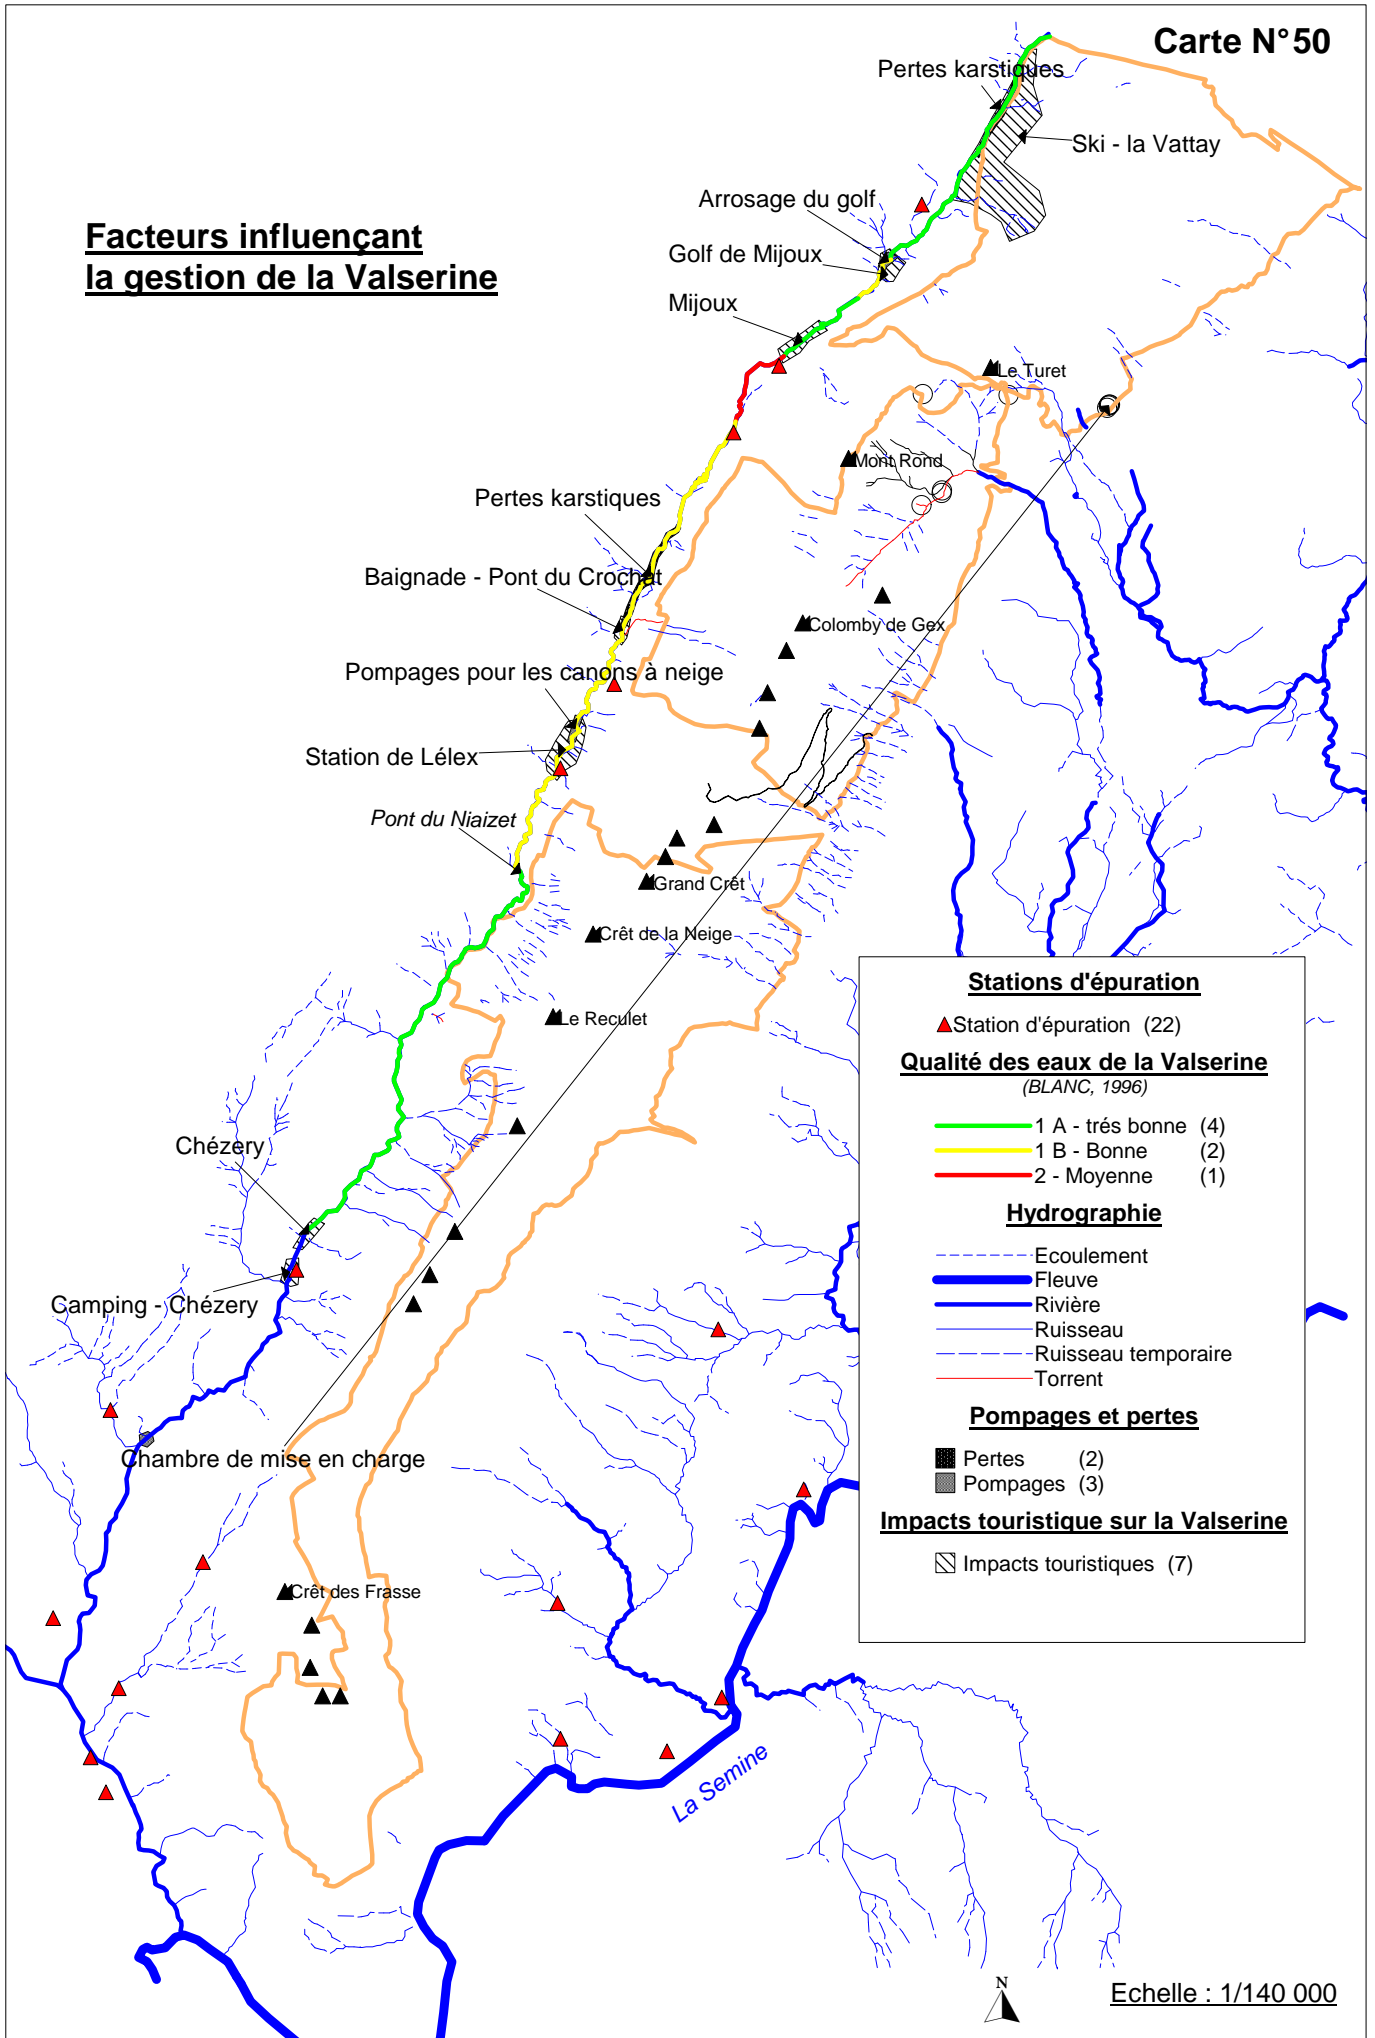 Carte N°50
Pertes karstiques
Ski - la Vattay
Arrosage du golf
Facteurs influençant
la gestion de la Valserine
Golf de Mijoux
Mijoux
Le Turet
Mont Rond
Pertes karstiques
Baignade - Pont du Crochat
Colomby de Gex
Pompages pour les canons à neige
Station de Lélex
Pont du Niaizet
Grand Crêt
Crêt de la Neige
Le Reculet
Chézery
Camping - Chézery
Chambre de mise en charge
Crêt des Frasse
La Semine
Stations d'épuration
Station d'épuration (22)
Qualité des eaux de la Valserine
(BLANC, 1996)
1 A - trés bonne (4)
1 B - Bonne (2)
2 - Moyenne (1)
Hydrographie
Ecoulement
Fleuve
Rivière
Ruisseau
Ruisseau temporaire
Torrent
Pompages et pertes
Pertes (2)
Pompages (3)
Impacts touristique sur la Valserine
Impacts touristiques (7)
N
Echelle : 1/140 000